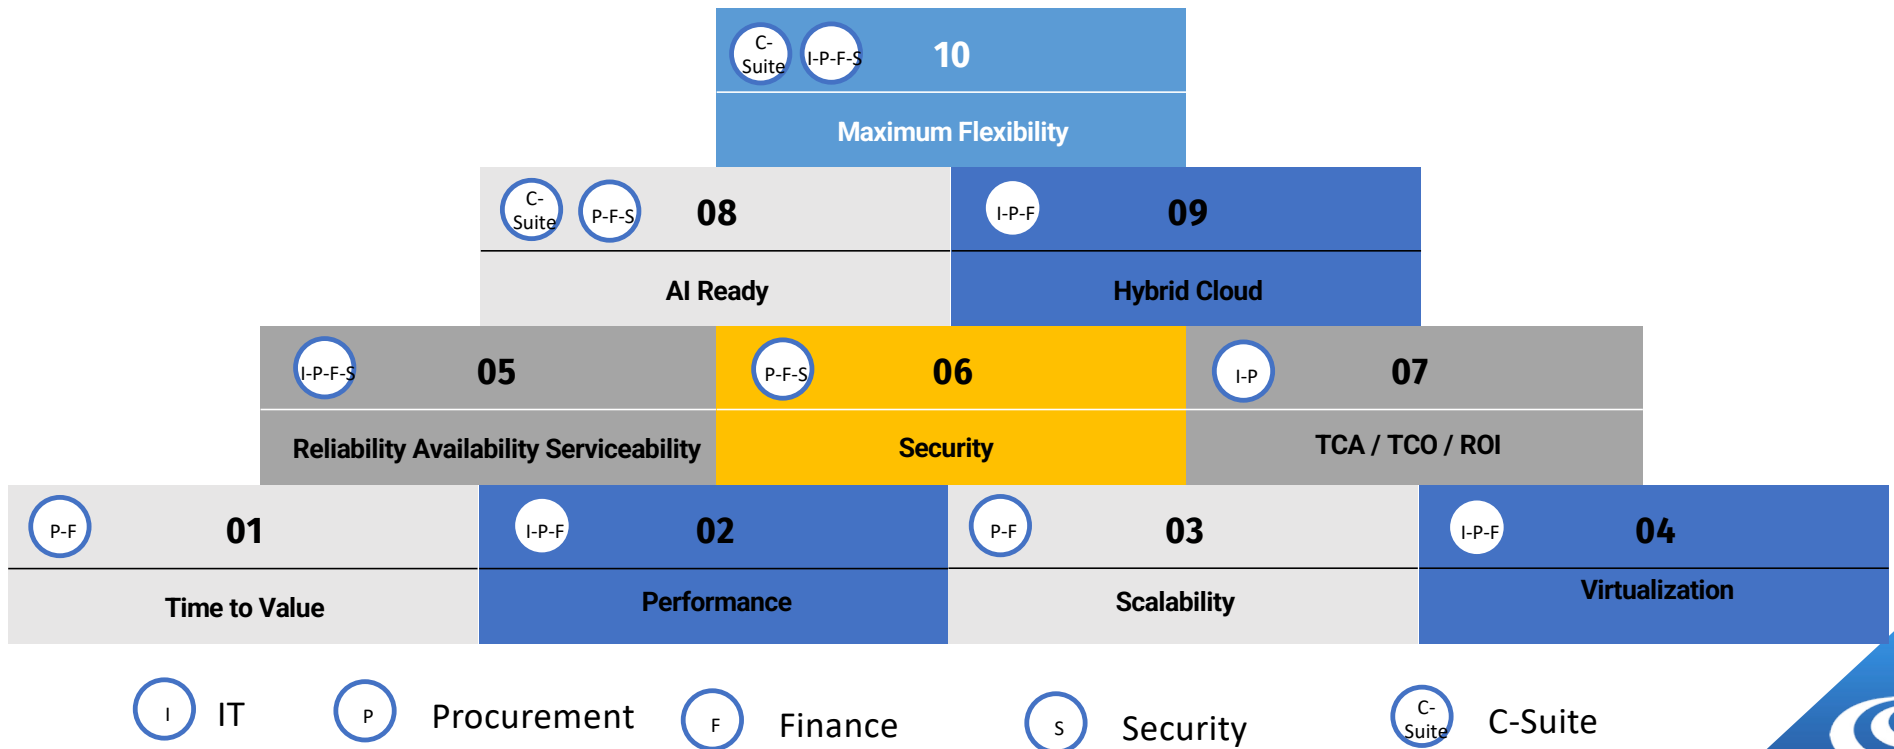 C-
Suite
I-P-F-S
10
Maximum Flexibility
C-
Suite
P-F-S
08
I-P-F
09
AI Ready
Hybrid Cloud
I-P-F-S
05
P-F-S
06
I-P
07
Reliability Availability Serviceability
Security
TCA / TCO / ROI
P-F
01
I-P-F
02
P-F
03
I-P-F
04
Time to Value
Performance
Scalability
Virtualization
I
IT
P
Procurement
F
Finance
S
Security
C-
Suite
C-Suite